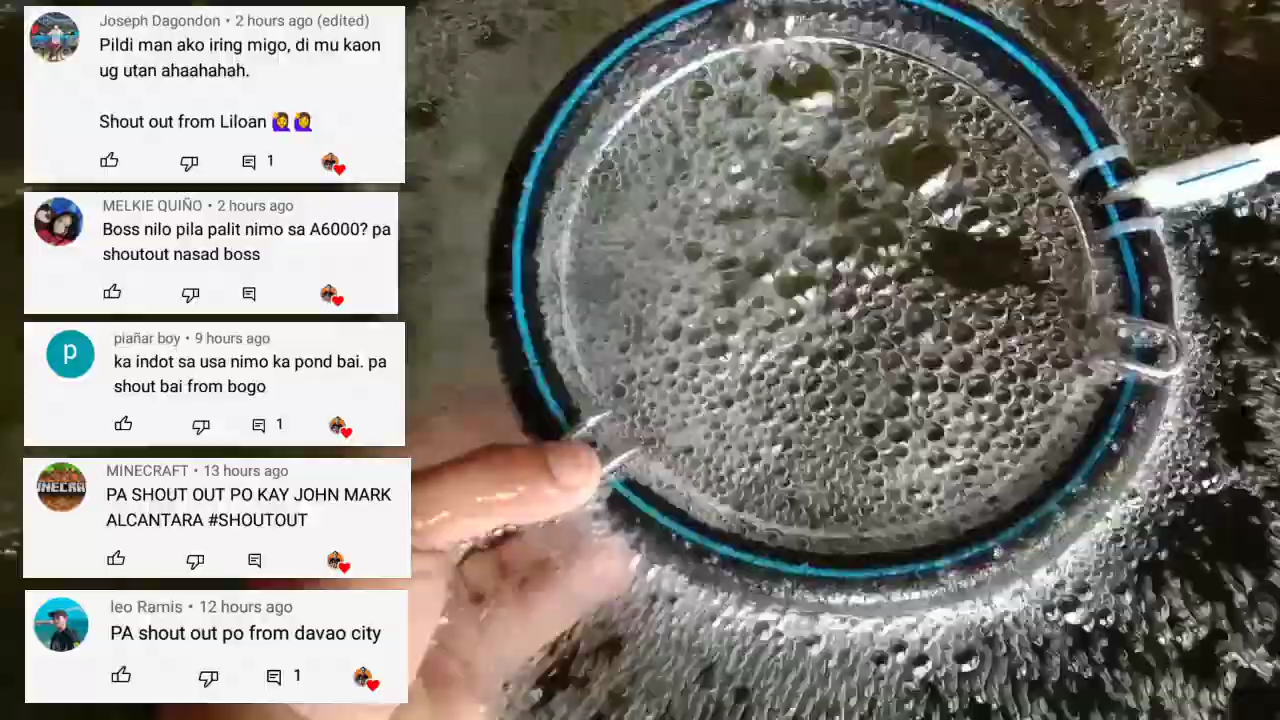 Joseph Dagondon • 2 hours ago (edited)
Pildi man ako iring migo, di mu kaon
ug utan ahaahahah.
Shout out from Liloan 🙋‍♀️🙋‍♀️
1
MELKIE QUIÑO • 2 hours ago
Boss nilo pila palit nimo sa A6000? pa
shoutout nasad boss
p
piañar boy • 9 hours ago
ka indot sa usa nimo ka pond bai. pa
shout bai from bogo
1
MINECRAFT • 13 hours ago
PA SHOUT OUT PO KAY JOHN MARK
ALCANTARA #SHOUTOUT
leo Ramis • 12 hours ago
PA shout out po from davao city
1